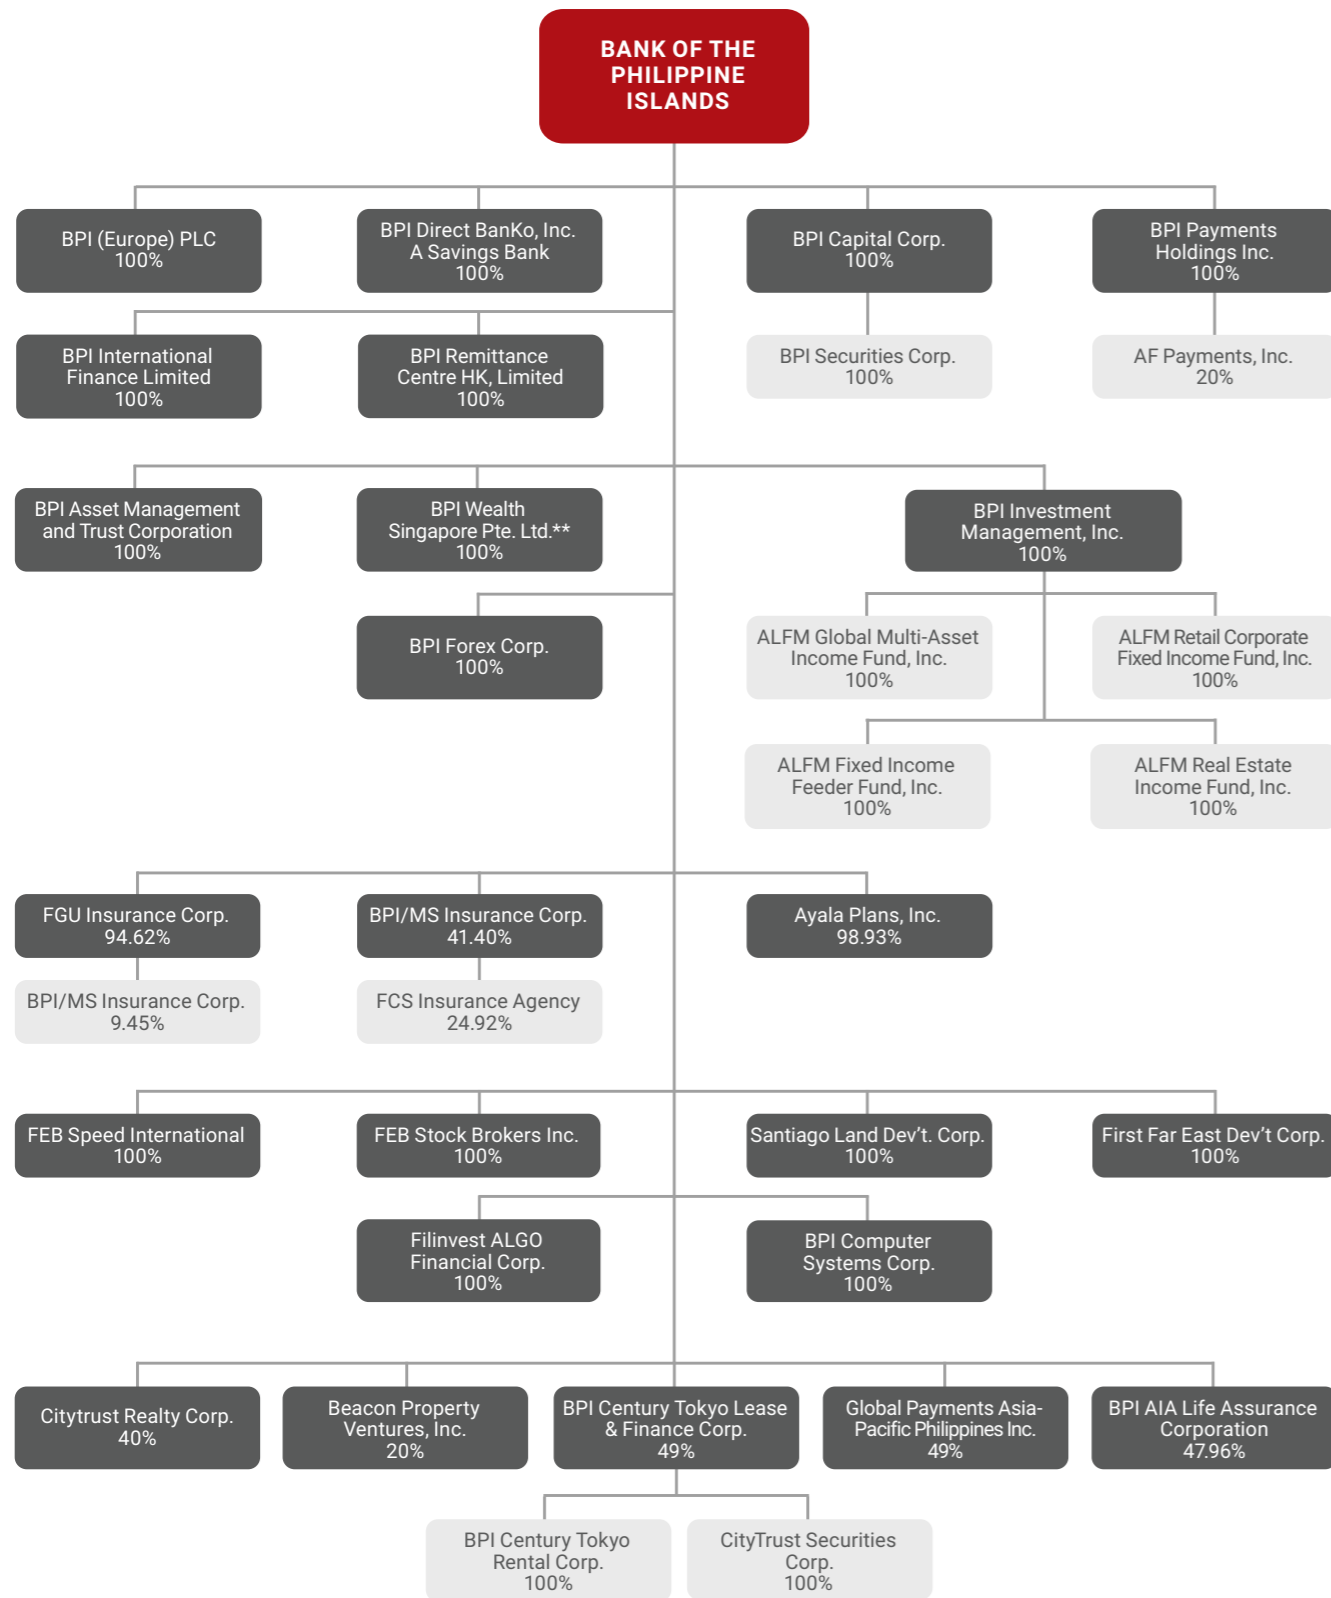 BANK OF THE
PHILIPPINE
ISLANDS
BPI (Europe) PLC
100%
BPI Direct BanKo, Inc.
A Savings Bank
100%
BPI Capital Corp.
100%
BPI Payments
Holdings Inc.
100%
BPI International
Finance Limited
100%
BPI Remittance
Centre HK, Limited
100%
BPI Securities Corp.
100%
AF Payments, Inc.
20%
BPI Asset Management
and Trust Corporation
100%
BPI Wealth
Singapore Pte. Ltd.**
100%
BPI Investment
Management, Inc.
100%
BPI Forex Corp.
100%
ALFM Global Multi-Asset
Income Fund, Inc.
100%
ALFM Retail Corporate
Fixed Income Fund, Inc.
100%
ALFM Fixed Income
Feeder Fund, Inc.
100%
ALFM Real Estate
Income Fund, Inc.
100%
FGU Insurance Corp.
94.62%
BPI/MS Insurance Corp.
41.40%
Ayala Plans, Inc.
98.93%
BPI/MS Insurance Corp.
9.45%
FCS Insurance Agency
24.92%
FEB Speed International
100%
FEB Stock Brokers Inc.
100%
Santiago Land Dev’t. Corp.
100%
First Far East Dev’t Corp.
100%
Filinvest ALGO
Financial Corp.
100%
BPI Computer
Systems Corp.
100%
Citytrust Realty Corp.
40%
Beacon Property
Ventures, Inc.
20%
BPI Century Tokyo Lease
& Finance Corp.
49%
Global Payments Asia-
Pacific Philippines Inc.
49%
BPI AIA Life Assurance
Corporation
47.96%
BPI Century Tokyo
Rental Corp.
100%
CityTrust Securities
Corp.
100%